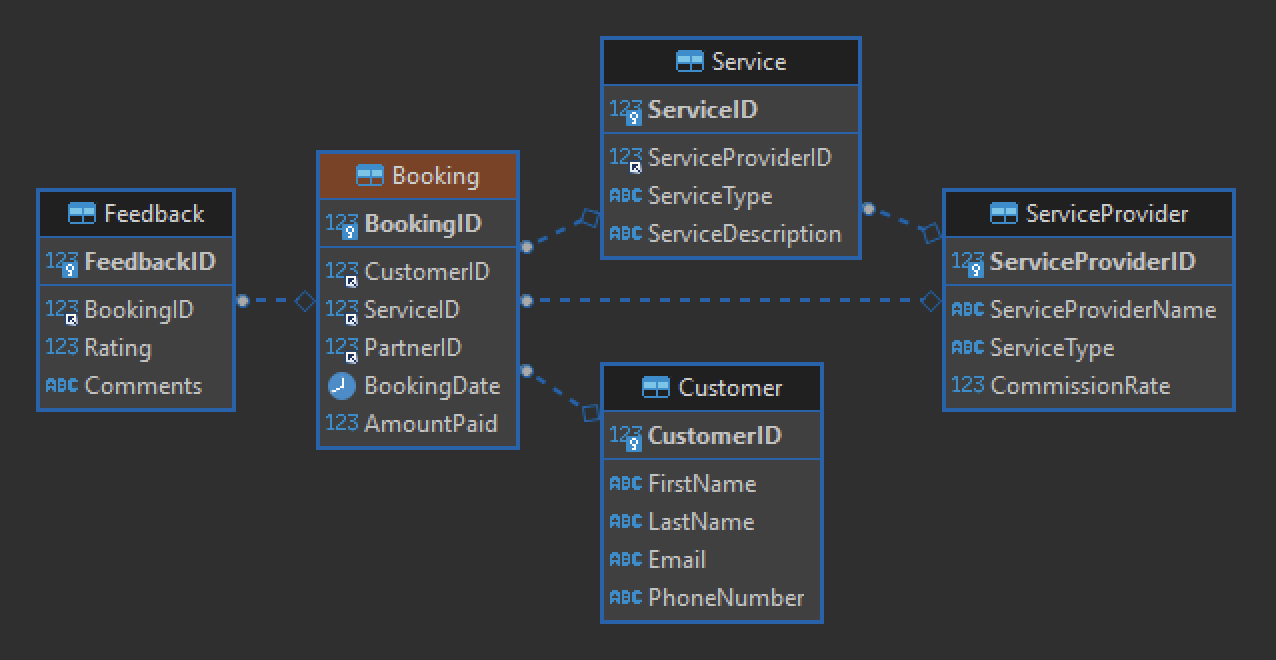 Feedback
123 FeedbackID
123 BookingID
123 Rating
ABC Comments
Booking
123 BookingID
123 CustomerID
123 ServiceID
123 PartnerID
BookingDate
123 AmountPaid
Service
123 ServiceID
123 ServiceProviderID
ABC ServiceType
ABC ServiceDescription
Customer
123 CustomerID
ABC FirstName
ABC LastName
ABC Email
ABC PhoneNumber
ServiceProvider
123 ServiceProviderID
ABC ServiceProviderName
ABC ServiceType
123 CommissionRate